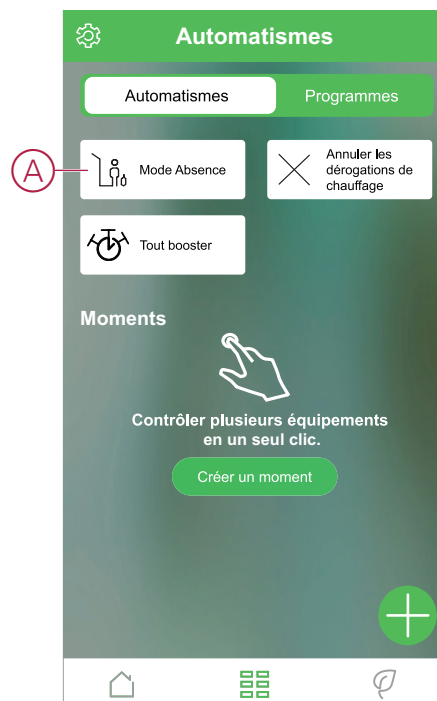 Automatismes
Automatismes
Programmes
A
Mode Absence
Annuler les
dérogations de
chauffage
Tout booster
Moments
Contrôler plusieurs équipements
en un seul clic.
Créer un moment